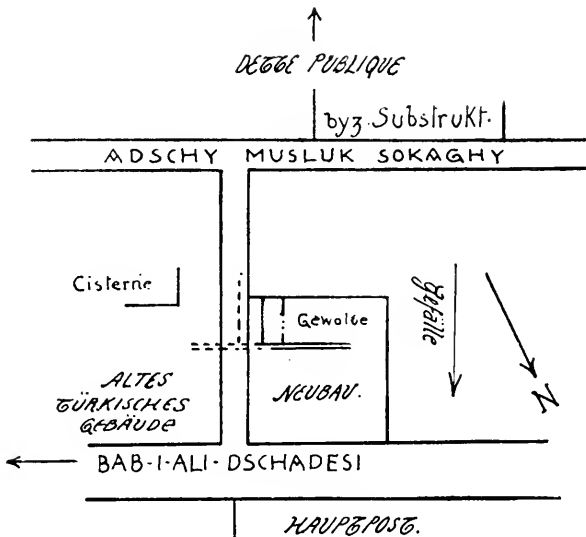 DETTE PUBLIQUE
byz. Substrukt.
ADSCHY MUSLUK SOKAGHY
Cisterne
Gewölbe
Gefälle
N
ALTES
TÜRKISCHES
GEBÄUDE
NEUBAU.
BAB-I-ALI-DSCHADESI
HAUPTPOST.